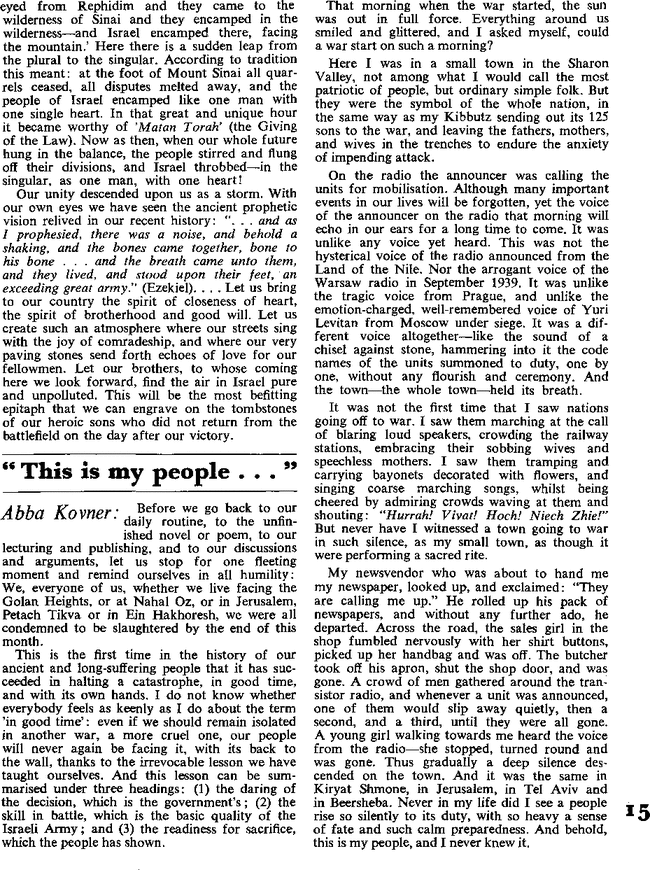 eyed from Rephidim and they came to the
wilderness of Sinai and they encamped in the
wilderness—and Israel encamped there, facing
the mountain.' Here there is a sudden leap from
the plural to the singular. According to tradition
this meant: at the foot of Mount Sinai all quar-
rels ceased, all disputes melted away, and the
people of Israel encamped like one man with
one single heart. In that great and unique hour
it became worthy of 'Matan Torah' (the Giving
of the Law). Now as then, when our whole future
hung in the balance, the people stirred and flung
off their divisions, and Israel throbbed—in the
singular, as one man, with one heart!
Our unity descended upon us as a storm. With
our own eyes we have seen the ancient prophetic
vision relived in our recent history: ". . . and as
I prophesied, there was a noise, and behold a
shaking, and the bones came together, bone to
his bone . . . and the breath came unto them,
and they lived, and stood upon their feet, an
exceeding great army." (Ezekiel). . . . Let us bring
to our country the spirit of closeness of heart,
the spirit of brotherhood and good will. Let us
create such an atmosphere where our streets sing
with the joy of comradeship, and where our very
paving stones send forth echoes of love for our
fellowmen. Let our brothers, to whose coming
here we look forward, find the air in Israel pure
and unpolluted. This will be the most befitting
epitaph that we can engrave on the tombstones
of our heroic sons who did not return from the
battlefield on the day after our victory.
"This is my people . . ."
Abba Kovner: Before we go back to our
daily routine, to the unfin-
ished novel or poem, to our
lecturing and publishing, and to our discussions
and arguments, let us stop for one fleeting
moment and remind ourselves in all humility:
We, everyone of us, whether we live facing the
Golan Heights, or at Nahal Oz, or in Jerusalem,
Petach Tikva or in Ein Hakhoresh, we were all
condemned to be slaughtered by the end of this
month.
This is the first time in the history of our
ancient and long-suffering people that it has suc-
ceeded in halting a catastrophe, in good time,
and with its own hands. I do not know whether
everybody feels as keenly as I do about the term
'in good time': even if we should remain isolated
in another war, a more cruel one, our people
will never again be facing it, with its back to
the wall, thanks to the irrevocable lesson we have
taught ourselves. And this lesson can be sum-
marised under three headings: (1) the daring of
the decision, which is the government's; (2) the
skill in battle, which is the basic quality of the
Israeli Army; and (3) the readiness for sacrifice,
which the people has shown.
That morning when the war started, the sun
was out in full force. Everything around us
smiled and glittered, and I asked myself, could
a war start on such a morning?
Here I was in a small town in the Sharon
Valley, not among what I would call the most
patriotic of people, but ordinary simple folk. But
they were the symbol of the whole nation, in
the same way as my Kibbutz sending out its 125
sons to the war, and leaving the fathers, mothers,
and wives in the trenches to endure the anxiety
of impending attack.
On the radio the announcer was calling the
units for mobilisation. Although many important
events in our lives will be forgotten, yet the voice
of the announcer on the radio that morning will
echo in our ears for a long time to come. It was
unlike any voice yet heard. This was not the
hysterical voice of the radio announced from the
Land of the Nile. Nor the arrogant voice of the
Warsaw radio in September 1939. It was unlike
the tragic voice from Prague, and unlike the
emotion-charged, well-remembered voice of Yuri
Levitan from Moscow under siege. It was a dif-
ferent voice altogether—like the sound of a
chisel against stone, hammering into it the code
names of the units summoned to duty, one by
one, without any flourish and ceremony. And
the town—the whole town—held its breath.
It was not the first time that I saw nations
going off to war. I saw them marching at the call
of blaring loud speakers, crowding the railway
stations, embracing their sobbing wives and
speechless mothers. I saw them tramping and
carrying bayonets decorated with flowers, and
singing coarse marching songs, whilst being
cheered by admiring crowds waving at them and
shouting: "Hurrah! Vivat! Hoch! Niech Zhie!"
But never have I witnessed a town going to war
in such silence, as my small town, as though it
were performing a sacred rite.
My newsvendor who was about to hand me
my newspaper, looked up, and exclaimed: "They
are calling me up." He rolled up his pack of
newspapers, and without any further ado, he
departed. Across the road, the sales girl in the
shop fumbled nervously with her shirt buttons,
picked up her handbag and was off. The butcher
took off his apron, shut the shop door, and was
gone. A crowd of men gathered around the tran-
sistor radio, and whenever a unit was announced,
one of them would slip away quietly, then a
second, and a third, until they were all gone.
A young girl walking towards me heard the voice
from the radio—she stopped, turned round and
was gone. Thus gradually a deep silence des-
cended on the town. And it was the same in
Kiryat Shmone, in Jerusalem, in Tel Aviv and
in Beersheba. Never in my life did I see a people
rise so silently to its duty, with so heavy a sense
of fate and such calm preparedness. And behold,
this is my people, and I never knew it.
15